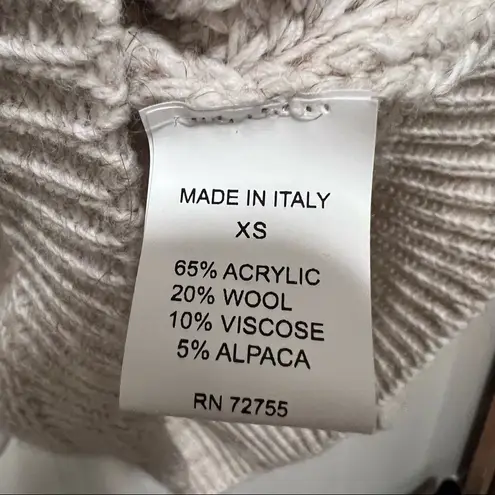 MADE IN ITALY
XS
65% ACRYLIC
20% WOOL
10% VISCOSE
5% ALPACA
RN 72755